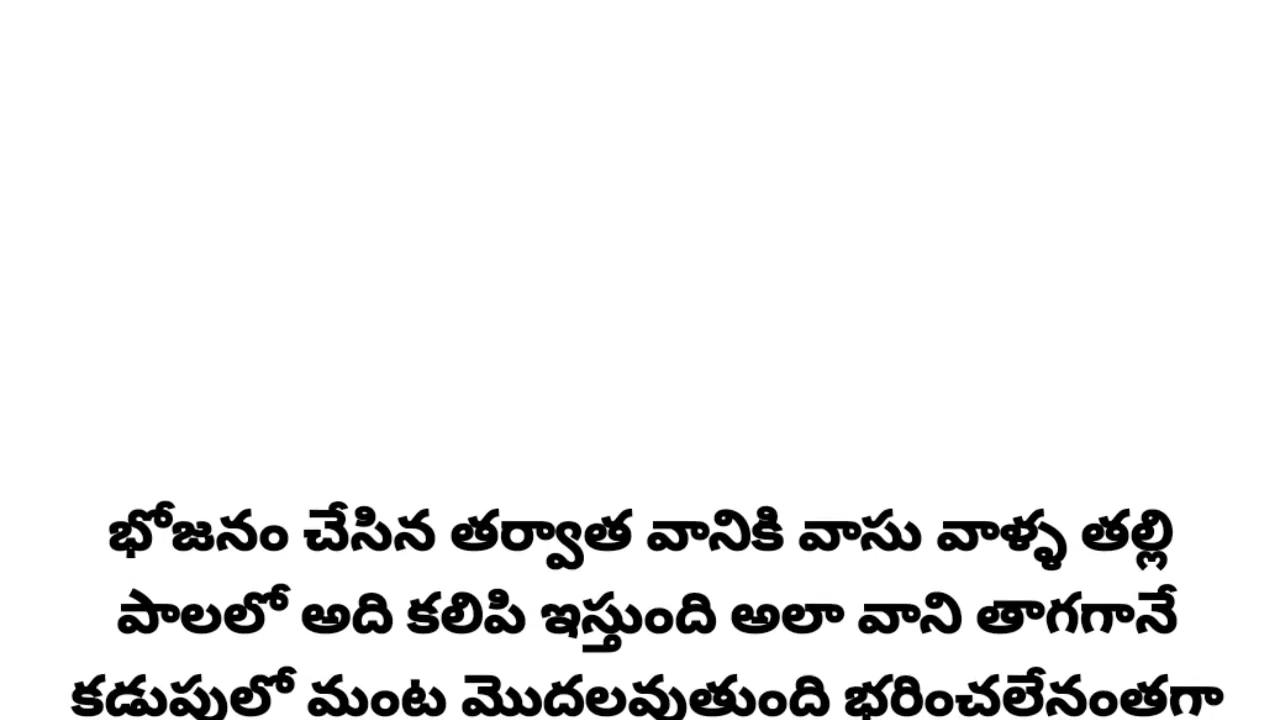 భోజనం చేసిన తర్వాత వానికి వాసు వాళ్ళ తల్లి
పాలలో అది కలిపి ఇస్తుంది అలా వాని తాగగానే
కడుపులో మంట మొదలవుతుంది భరించలేనంతగా